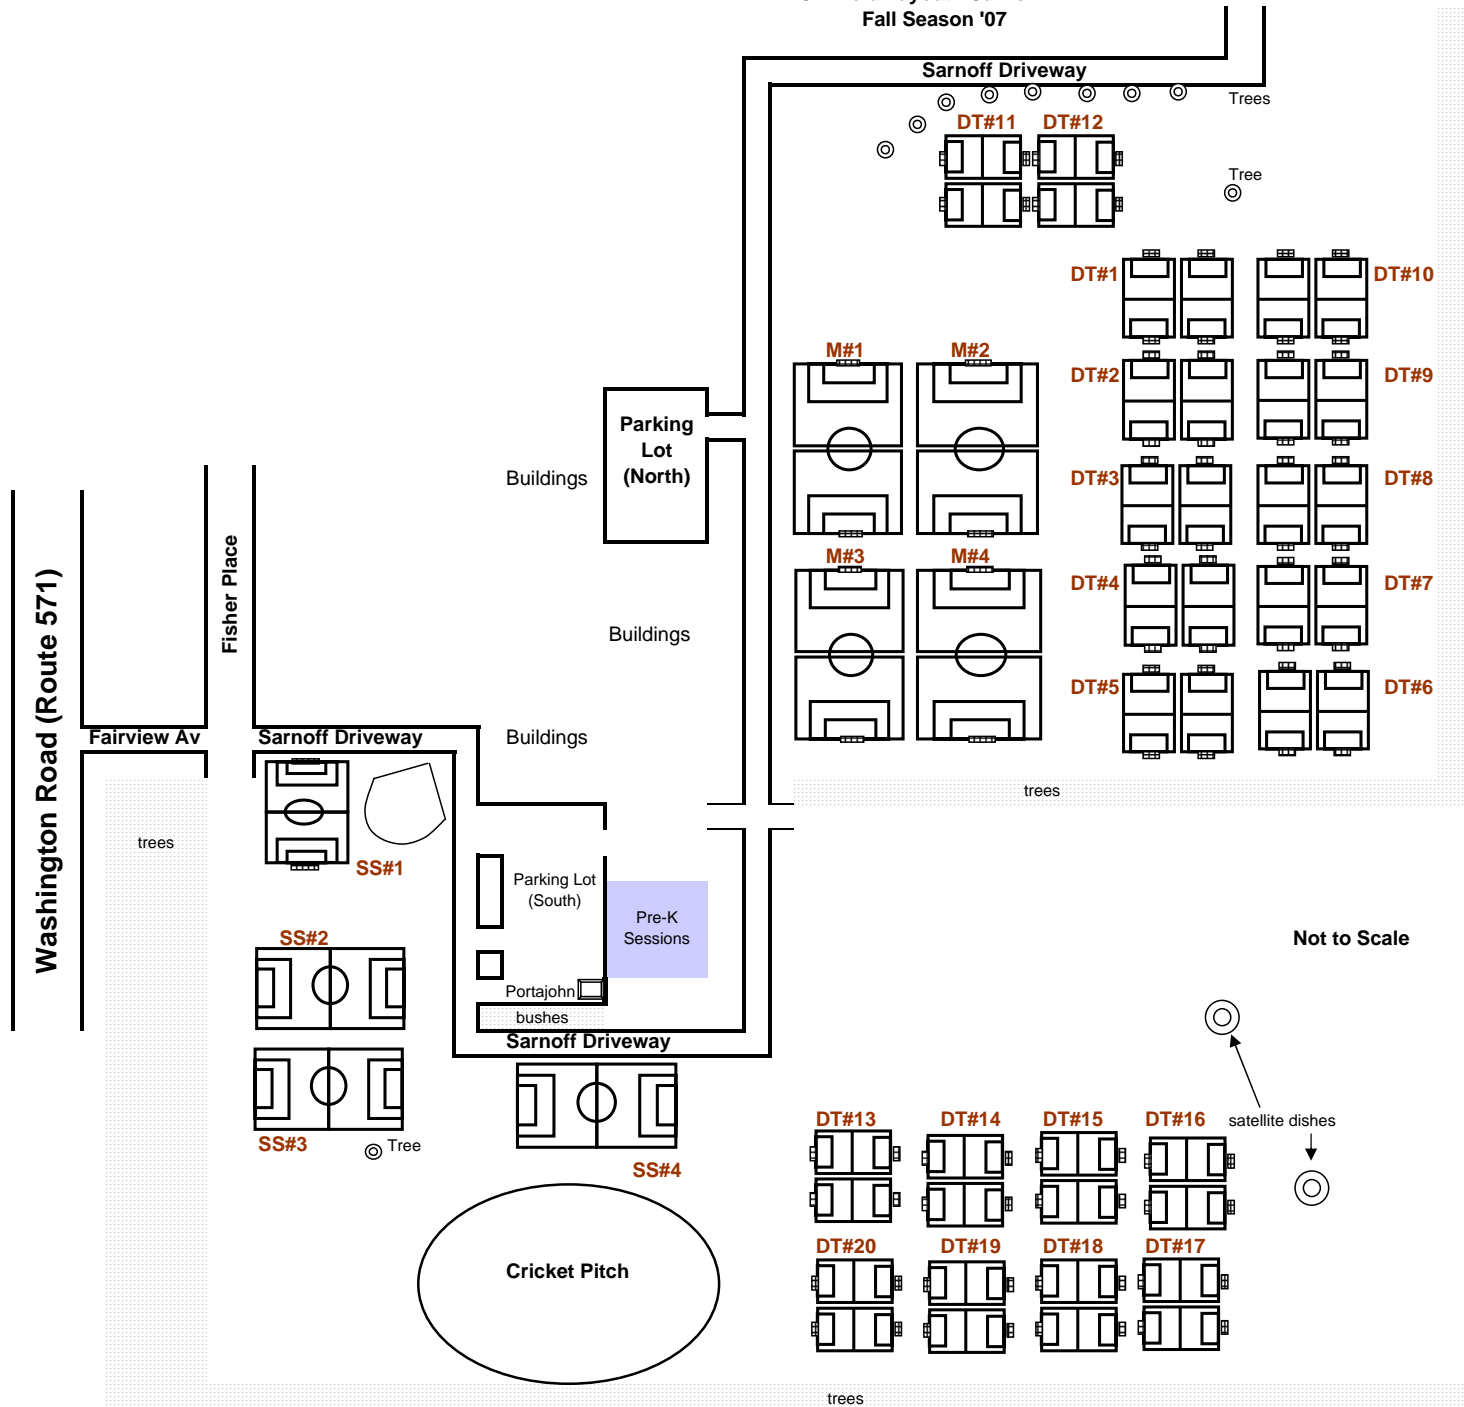 Fall Season '07
Sarnoff Driveway
Trees
DT#11
DT#12
Tree
DT#1
DT#10
M#1
M#2
DT#2
DT#9
Parking
Lot
(North)
Buildings
DT#3
DT#8
M#3
M#4
DT#4
DT#7
Washington Road (Route 571)
Fisher Place
Buildings
DT#5
DT#6
Fairview Av
Sarnoff Driveway
Buildings
trees
trees
SS#1
Parking Lot
(South)
Pre-K
Sessions
SS#2
Not to Scale
Portajohn
bushes
Sarnoff Driveway
SS#3
Tree
SS#4
DT#13
DT#14
DT#15
DT#16
satellite dishes
DT#20
DT#19
DT#18
DT#17
Cricket Pitch
trees